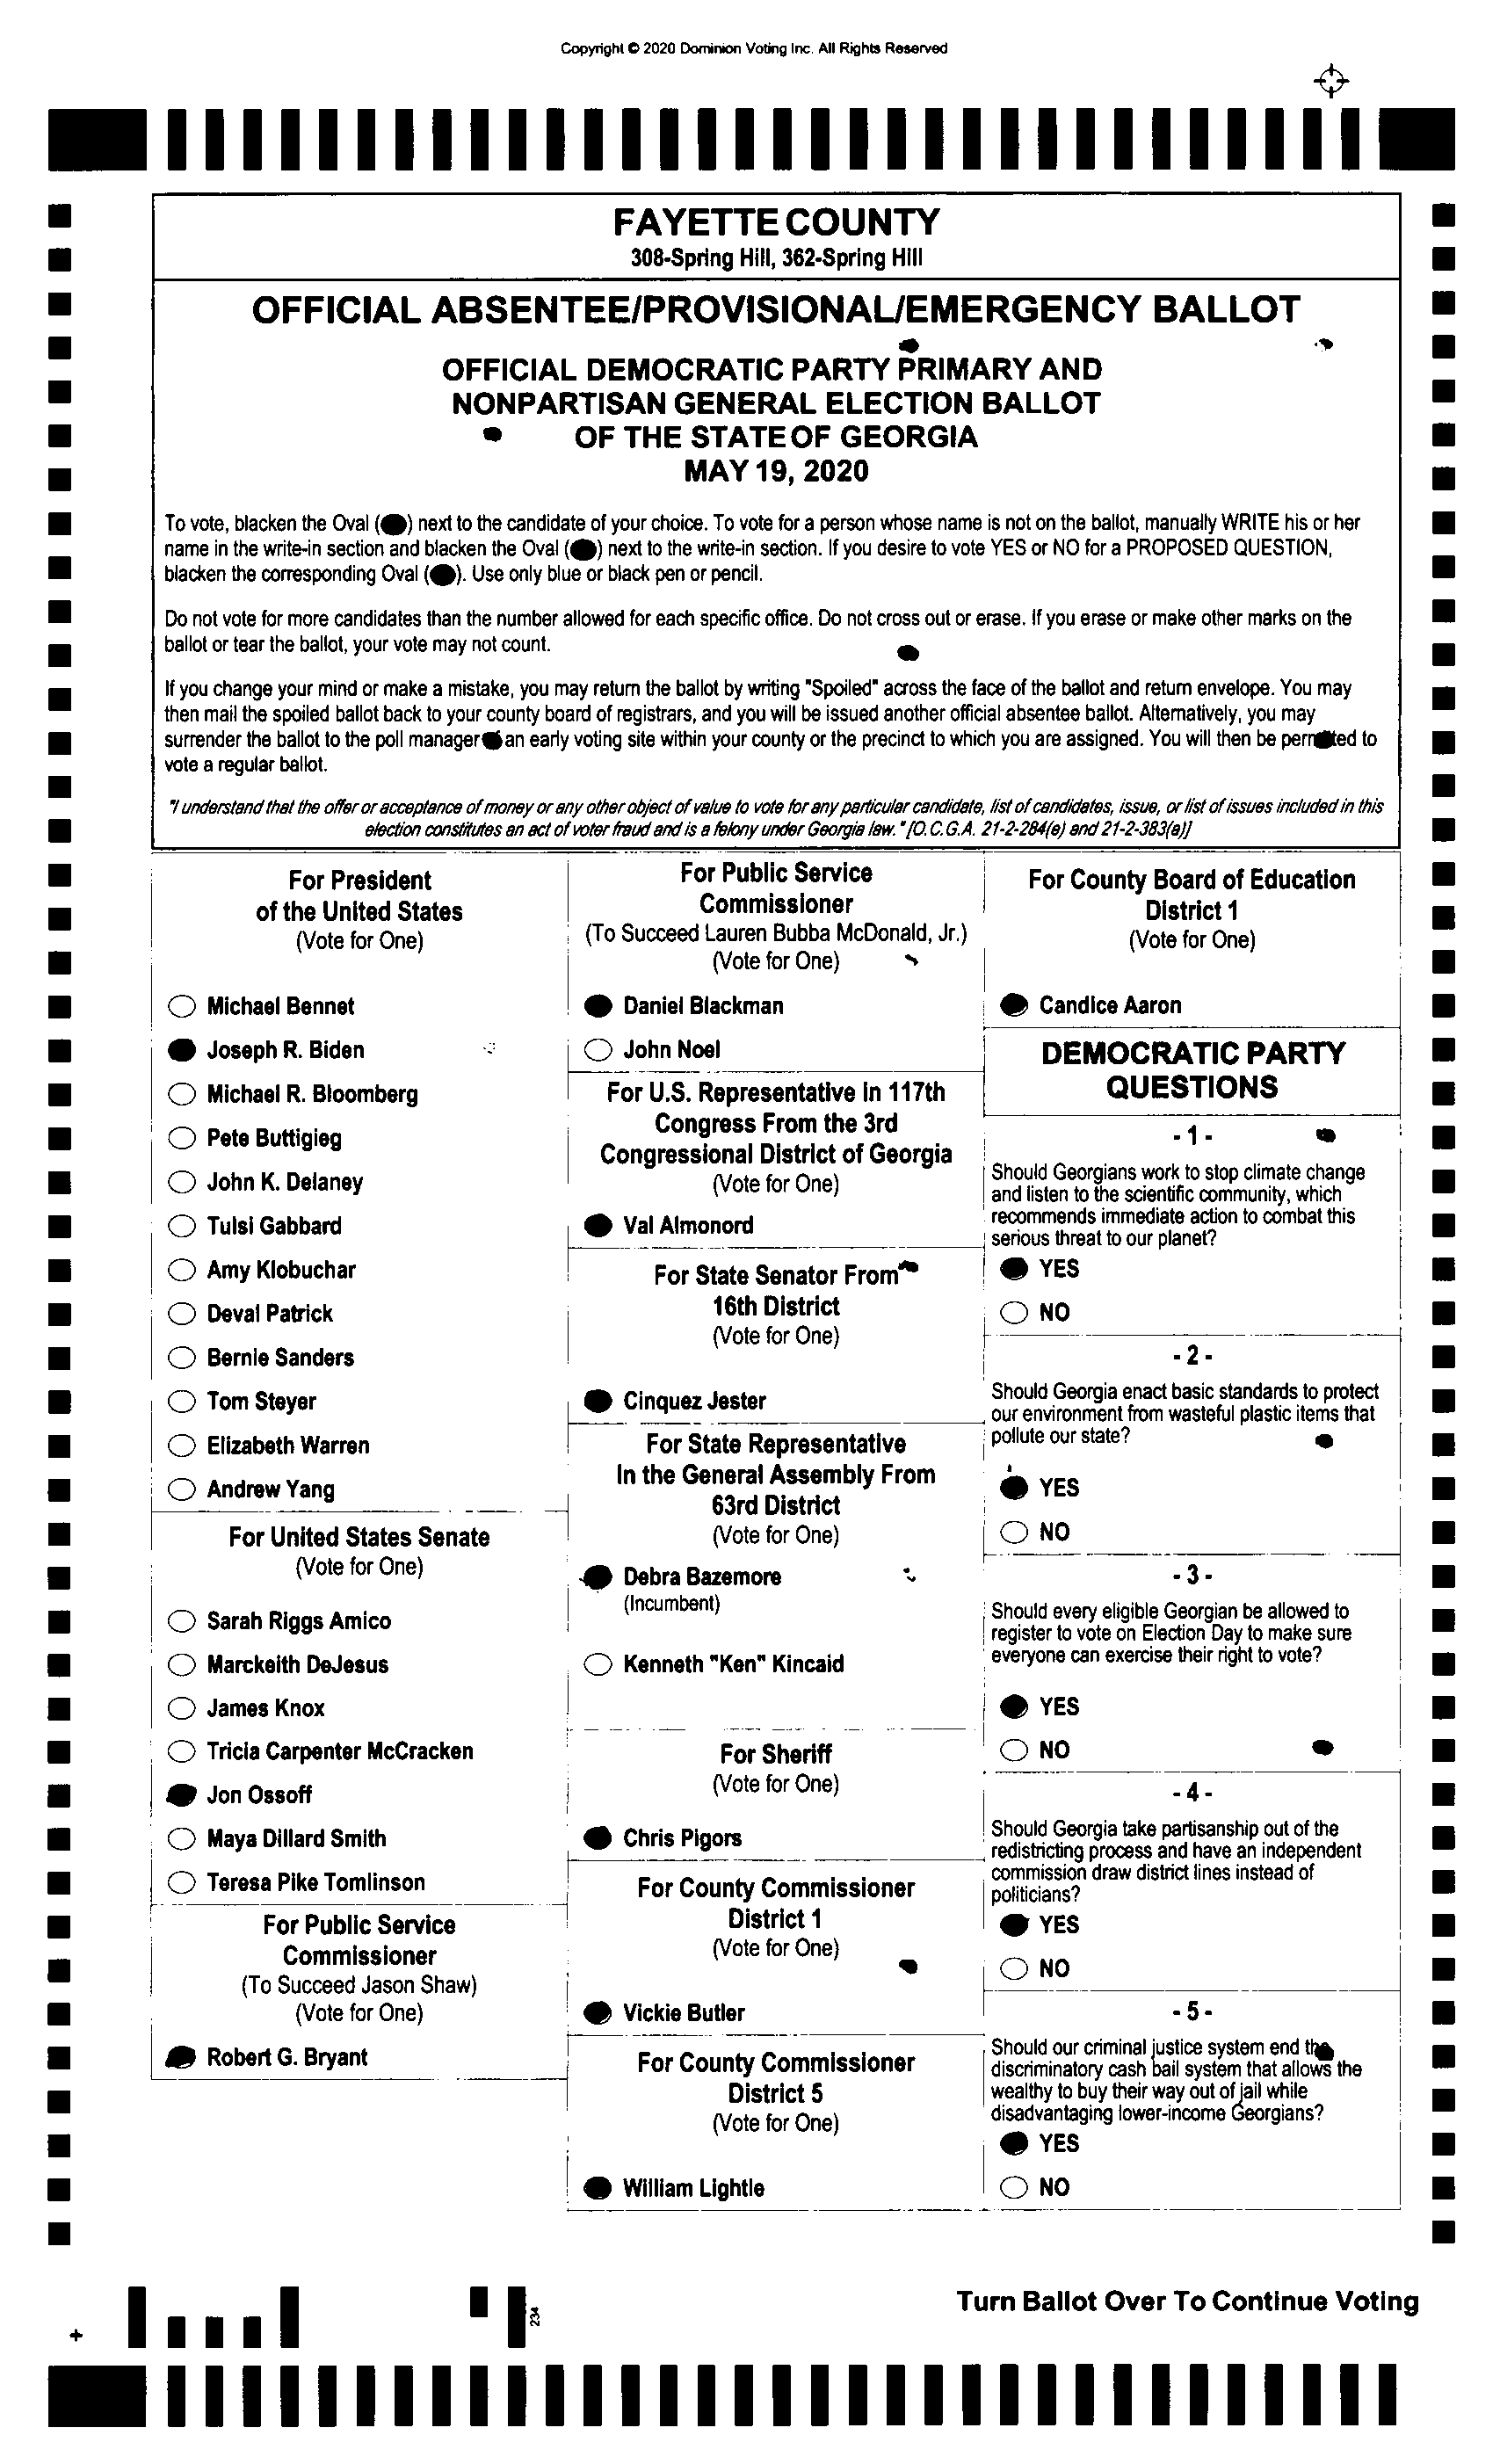 Copyright © 2020 Dominion Voting Inc. All Rights Reserved
FAYETTE COUNTY
308-Spring Hill, 362-Spring Hill
OFFICIAL ABSENTEE/PROVISIONAL/EMERGENCY BALLOT
OFFICIAL DEMOCRATIC PARTY PRIMARY AND
NONPARTISAN GENERAL ELECTION BALLOT
OF THE STATE OF GEORGIA
MAY 19, 2020
To vote, blacken the Oval ( ) next to the candidate of your choice. To vote for a person whose name is not on the ballot, manually WRITE his or her
name in the write-in section and blacken the Oval ( ) next to the write-in section. If you desire to vote YES or NO for a PROPOSED QUESTION,
blacken the corresponding Oval ( ). Use only blue or black pen or pencil.
Do not vote for more candidates than the number allowed for each specific office. Do not cross out or erase. If you erase or make other marks on the
ballot or tear the ballot, your vote may not count.
If you change your mind or make a mistake, you may return the ballot by writing "Spoiled" across the face of the ballot and return envelope. You may
then mail the spoiled ballot back to your county board of registrars, and you will be issued another official absentee ballot. Alternatively, you may
surrender the ballot to the poll manager an early voting site within your county or the precinct to which you are assigned. You will then be permitted to
vote a regular ballot.
"I understand that the offer or acceptance of money or any other object of value to vote for any particular candidate, list of candidates, issue, or list of issues included in this
election constitutes an act of voter fraud and is a felony under Georgia law." [O.C.G.A. 21-2-284(e) and 21-2-383(a)]
For President
of the United States
(Vote for One)
Michael Bennet
Joseph R. Biden
Michael R. Bloomberg
Pete Buttigieg
John K. Delaney
Tulsi Gabbard
Amy Klobuchar
Deval Patrick
Bernie Sanders
Tom Steyer
Elizabeth Warren
Andrew Yang
For United States Senate
(Vote for One)
Sarah Riggs Amico
Marckeith DeJesus
James Knox
Tricia Carpenter McCracken
Jon Ossoff
Maya Dillard Smith
Teresa Pike Tomlinson
For Public Service
Commissioner
(To Succeed Jason Shaw)
(Vote for One)
Robert G. Bryant
For Public Service
Commissioner
(To Succeed Lauren Bubba McDonald, Jr.)
(Vote for One)
Daniel Blackman
John Noel
For U.S. Representative in 117th
Congress From the 3rd
Congressional District of Georgia
(Vote for One)
Val Almonord
For State Senator From
16th District
(Vote for One)
Cinquez Jester
For State Representative
In the General Assembly From
63rd District
(Vote for One)
Debra Bazemore
(Incumbent)
Kenneth "Ken" Kincaid
For Sheriff
(Vote for One)
Chris Pigors
For County Commissioner
District 1
(Vote for One)
Vickie Butler
For County Commissioner
District 5
(Vote for One)
William Lightle
For County Board of Education
District 1
(Vote for One)
Candice Aaron
DEMOCRATIC PARTY
QUESTIONS
- 1 -
Should Georgians work to stop climate change
and listen to the scientific community, which
recommends immediate action to combat this
serious threat to our planet?
YES
NO
- 2 -
Should Georgia enact basic standards to protect
our environment from wasteful plastic items that
pollute our state?
YES
NO
- 3 -
Should every eligible Georgian be allowed to
register to vote on Election Day to make sure
everyone can exercise their right to vote?
YES
NO
- 4 -
Should Georgia take partisanship out of the
redistricting process and have an independent
commission draw district lines instead of
politicians?
YES
NO
- 5 -
Should our criminal justice system end the
discriminatory cash bail system that allows the
wealthy to buy their way out of jail while
disadvantaging lower-income Georgians?
YES
NO
Turn Ballot Over To Continue Voting
234